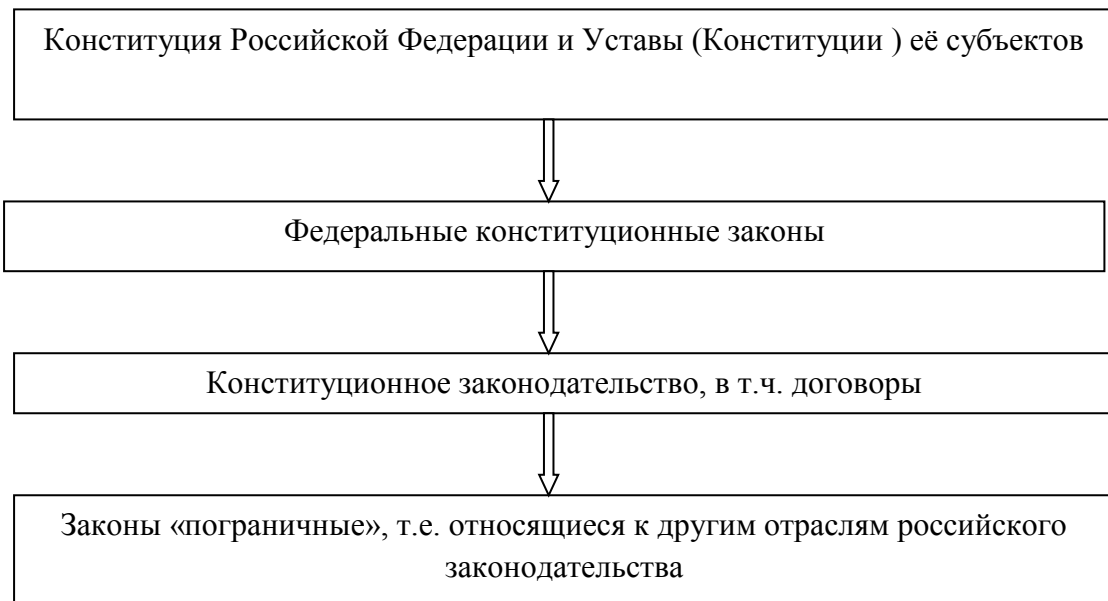 Конституция Российской Федерации и Уставы (Конституции ) её субъектов
Федеральные конституционные законы
Конституционное законодательство, в т.ч. договоры
Законы «пограничные», т.е. относящиеся к другим отраслям российского
законодательства